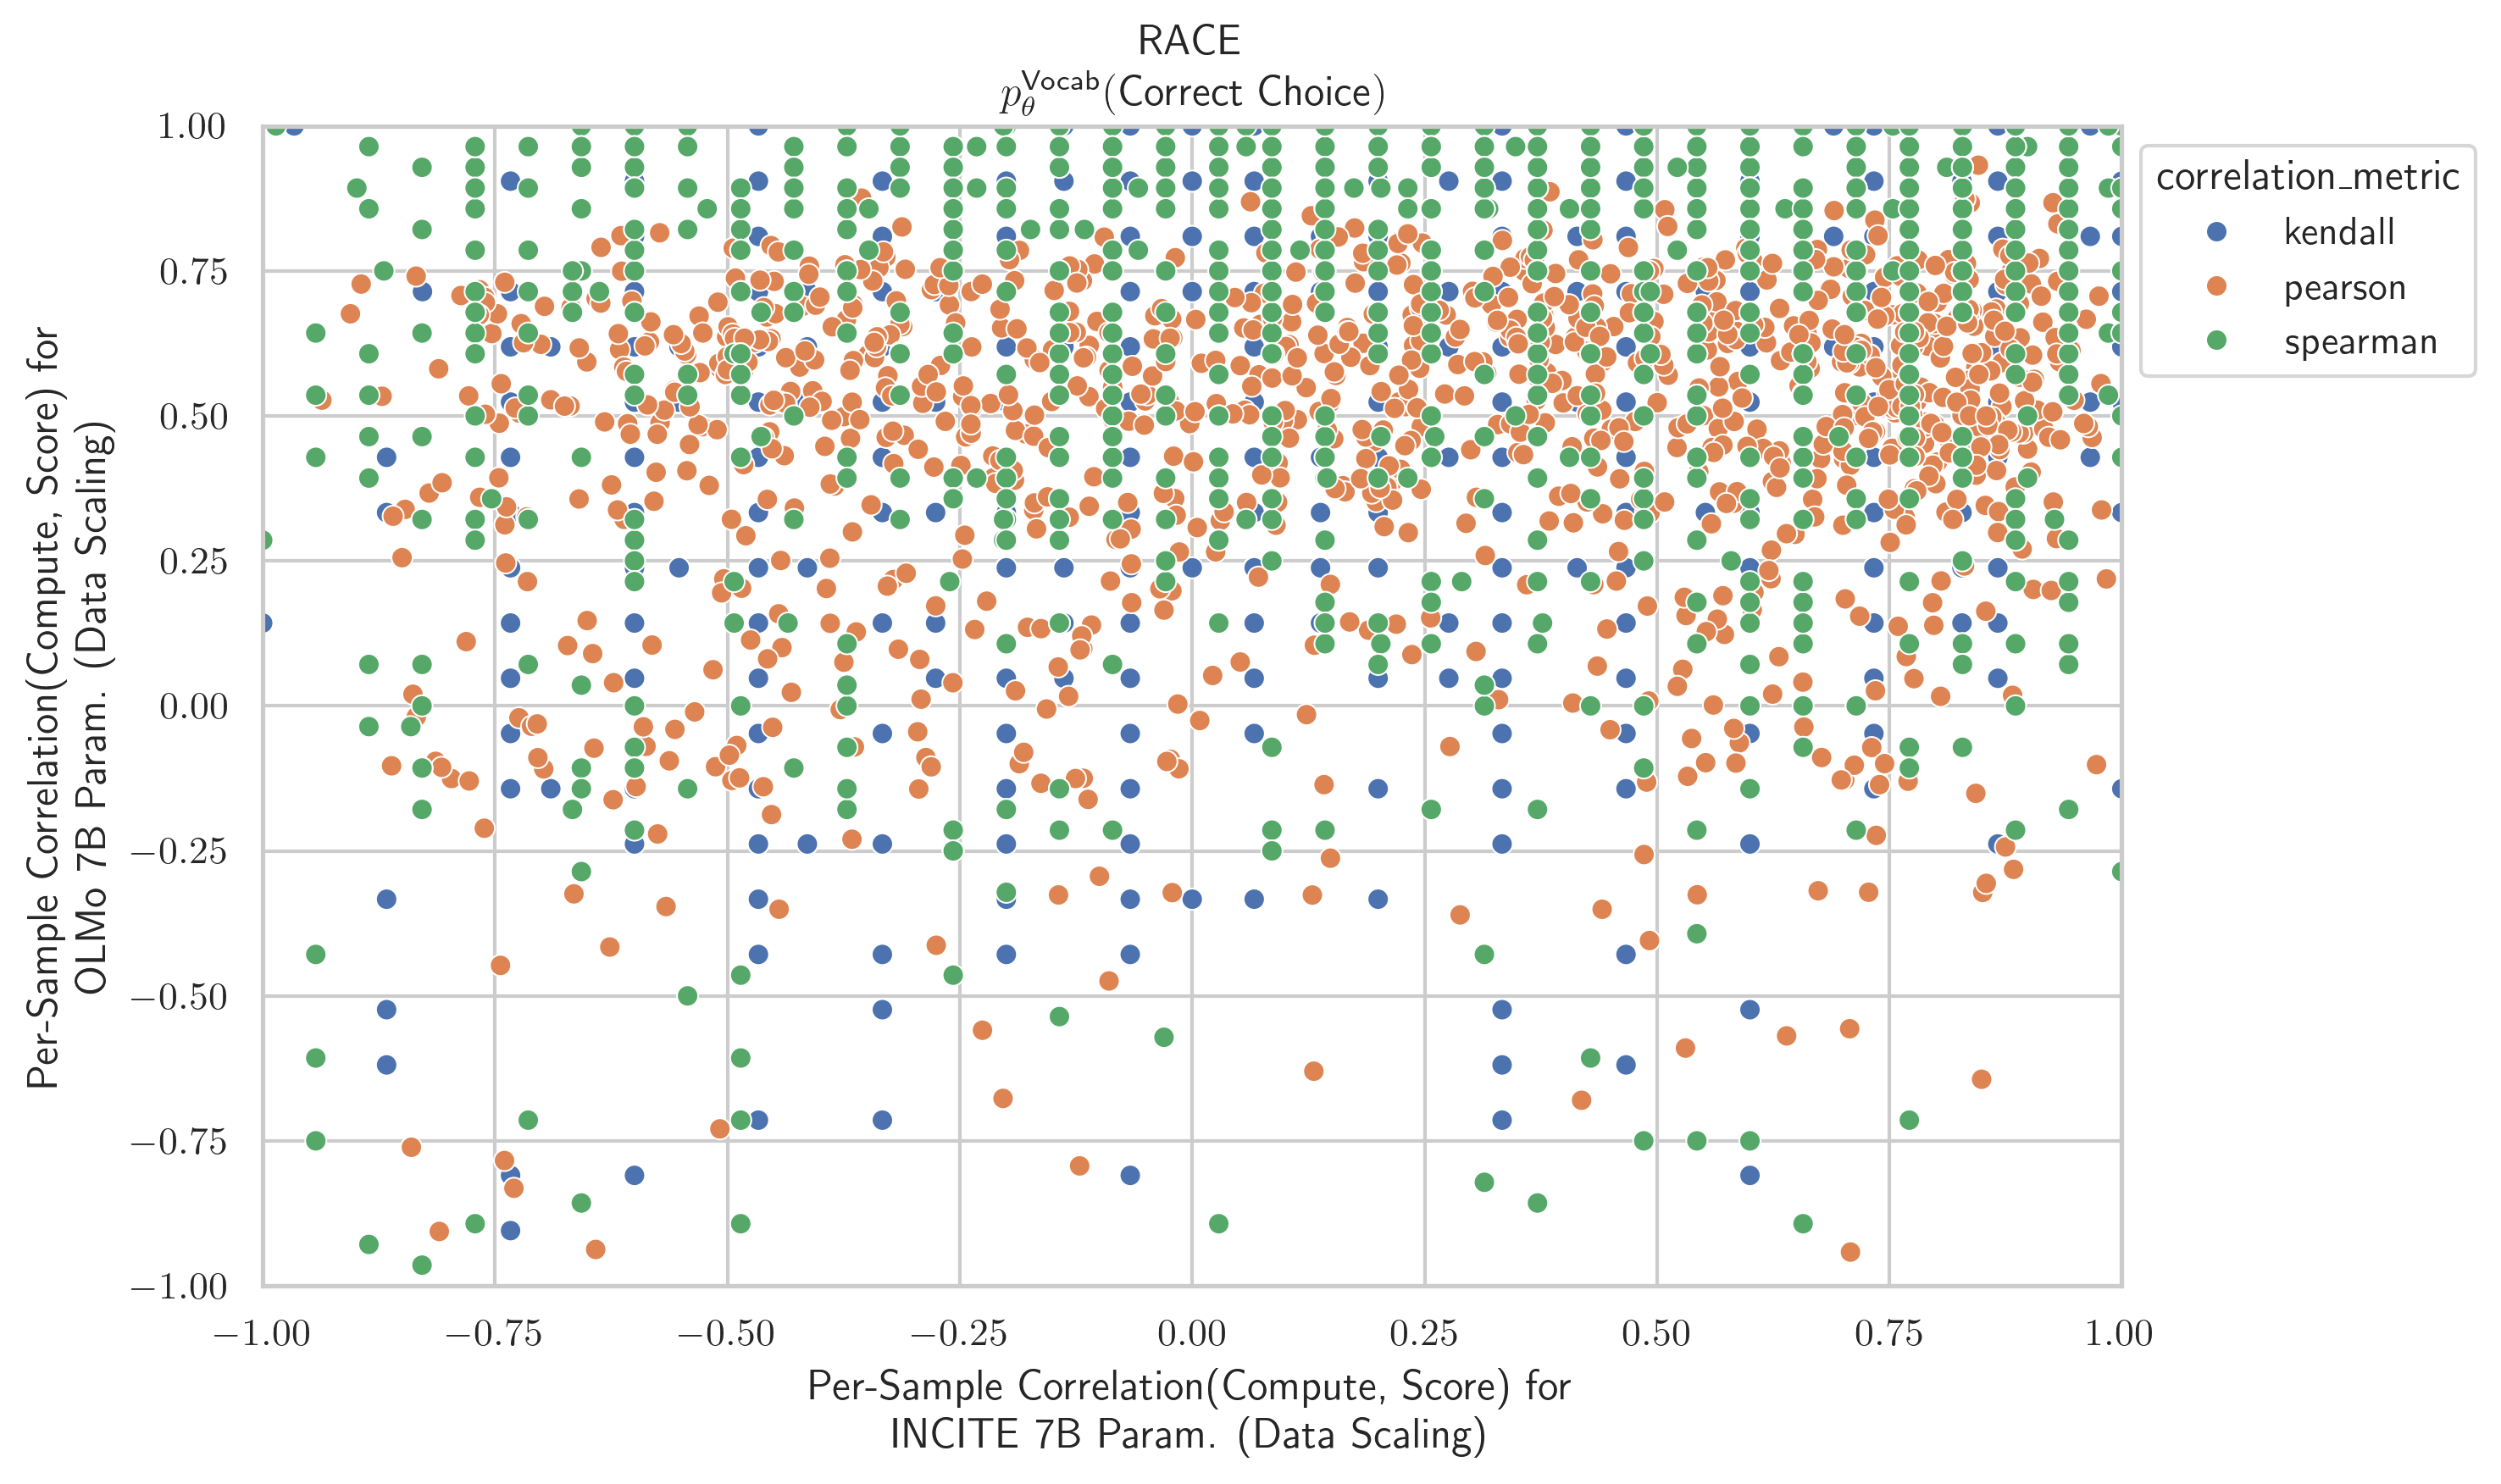 RACE
p_θ^Vocab(Correct Choice)
1.00
0.75
0.50
0.25
0.00
−0.25
−0.50
−0.75
−1.00
Per-Sample Correlation(Compute, Score) for
OLMo 7B Param. (Data Scaling)
−1.00 −0.75 −0.50 −0.25 0.00 0.25 0.50 0.75 1.00
Per-Sample Correlation(Compute, Score) for
INCITE 7B Param. (Data Scaling)
correlation_metric
kendall
pearson
spearman